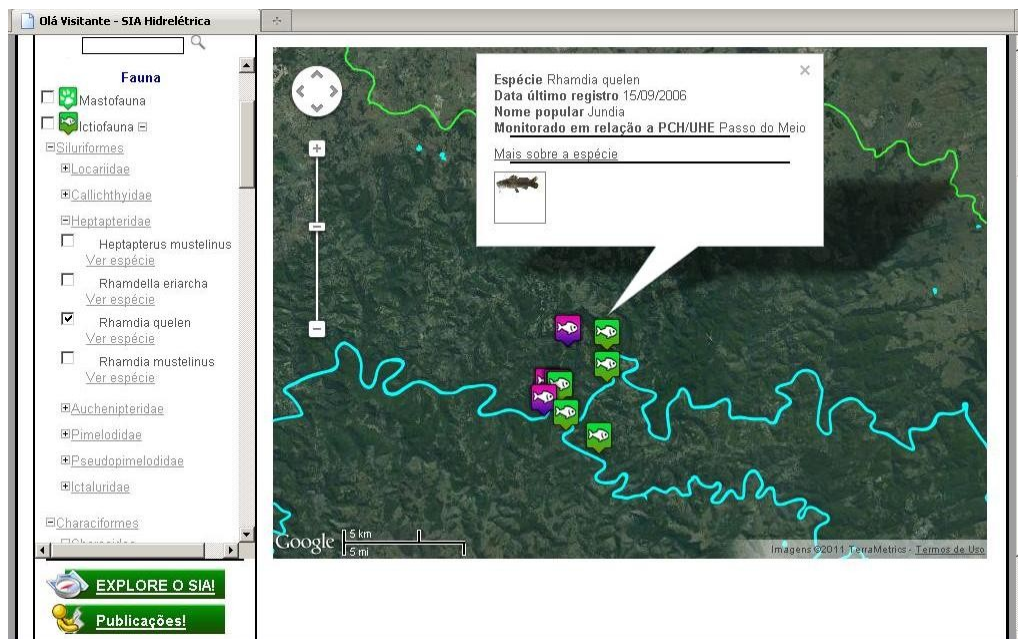 Olá Visitante - SIA Hidrelétrica
Fauna
Mastofauna
Ictiofauna
Siluriformes
Locariidae
Callichthyidae
Heptapteridae
Heptapterus mustelinus
Ver espécie
Rhamdella eriarcha
Ver espécie
Rhamdia quelen
Ver espécie
Rhamdia mustelinus
Ver espécie
Auchenipteridae
Pimelodidae
Pseudopimelodidae
Ictaluridae
Characiformes
EXPLORE O SIA!
Publicações!
Espécie Rhamdia quelen
Data último registro 15/09/2006
Nome popular Jundia
Monitorado em relação a PCH/UHE Passo do Meio
Mais sobre a espécie
Google
5 km
5 mi
Imagens ©2011 TerraMetrics - Termos de Uso